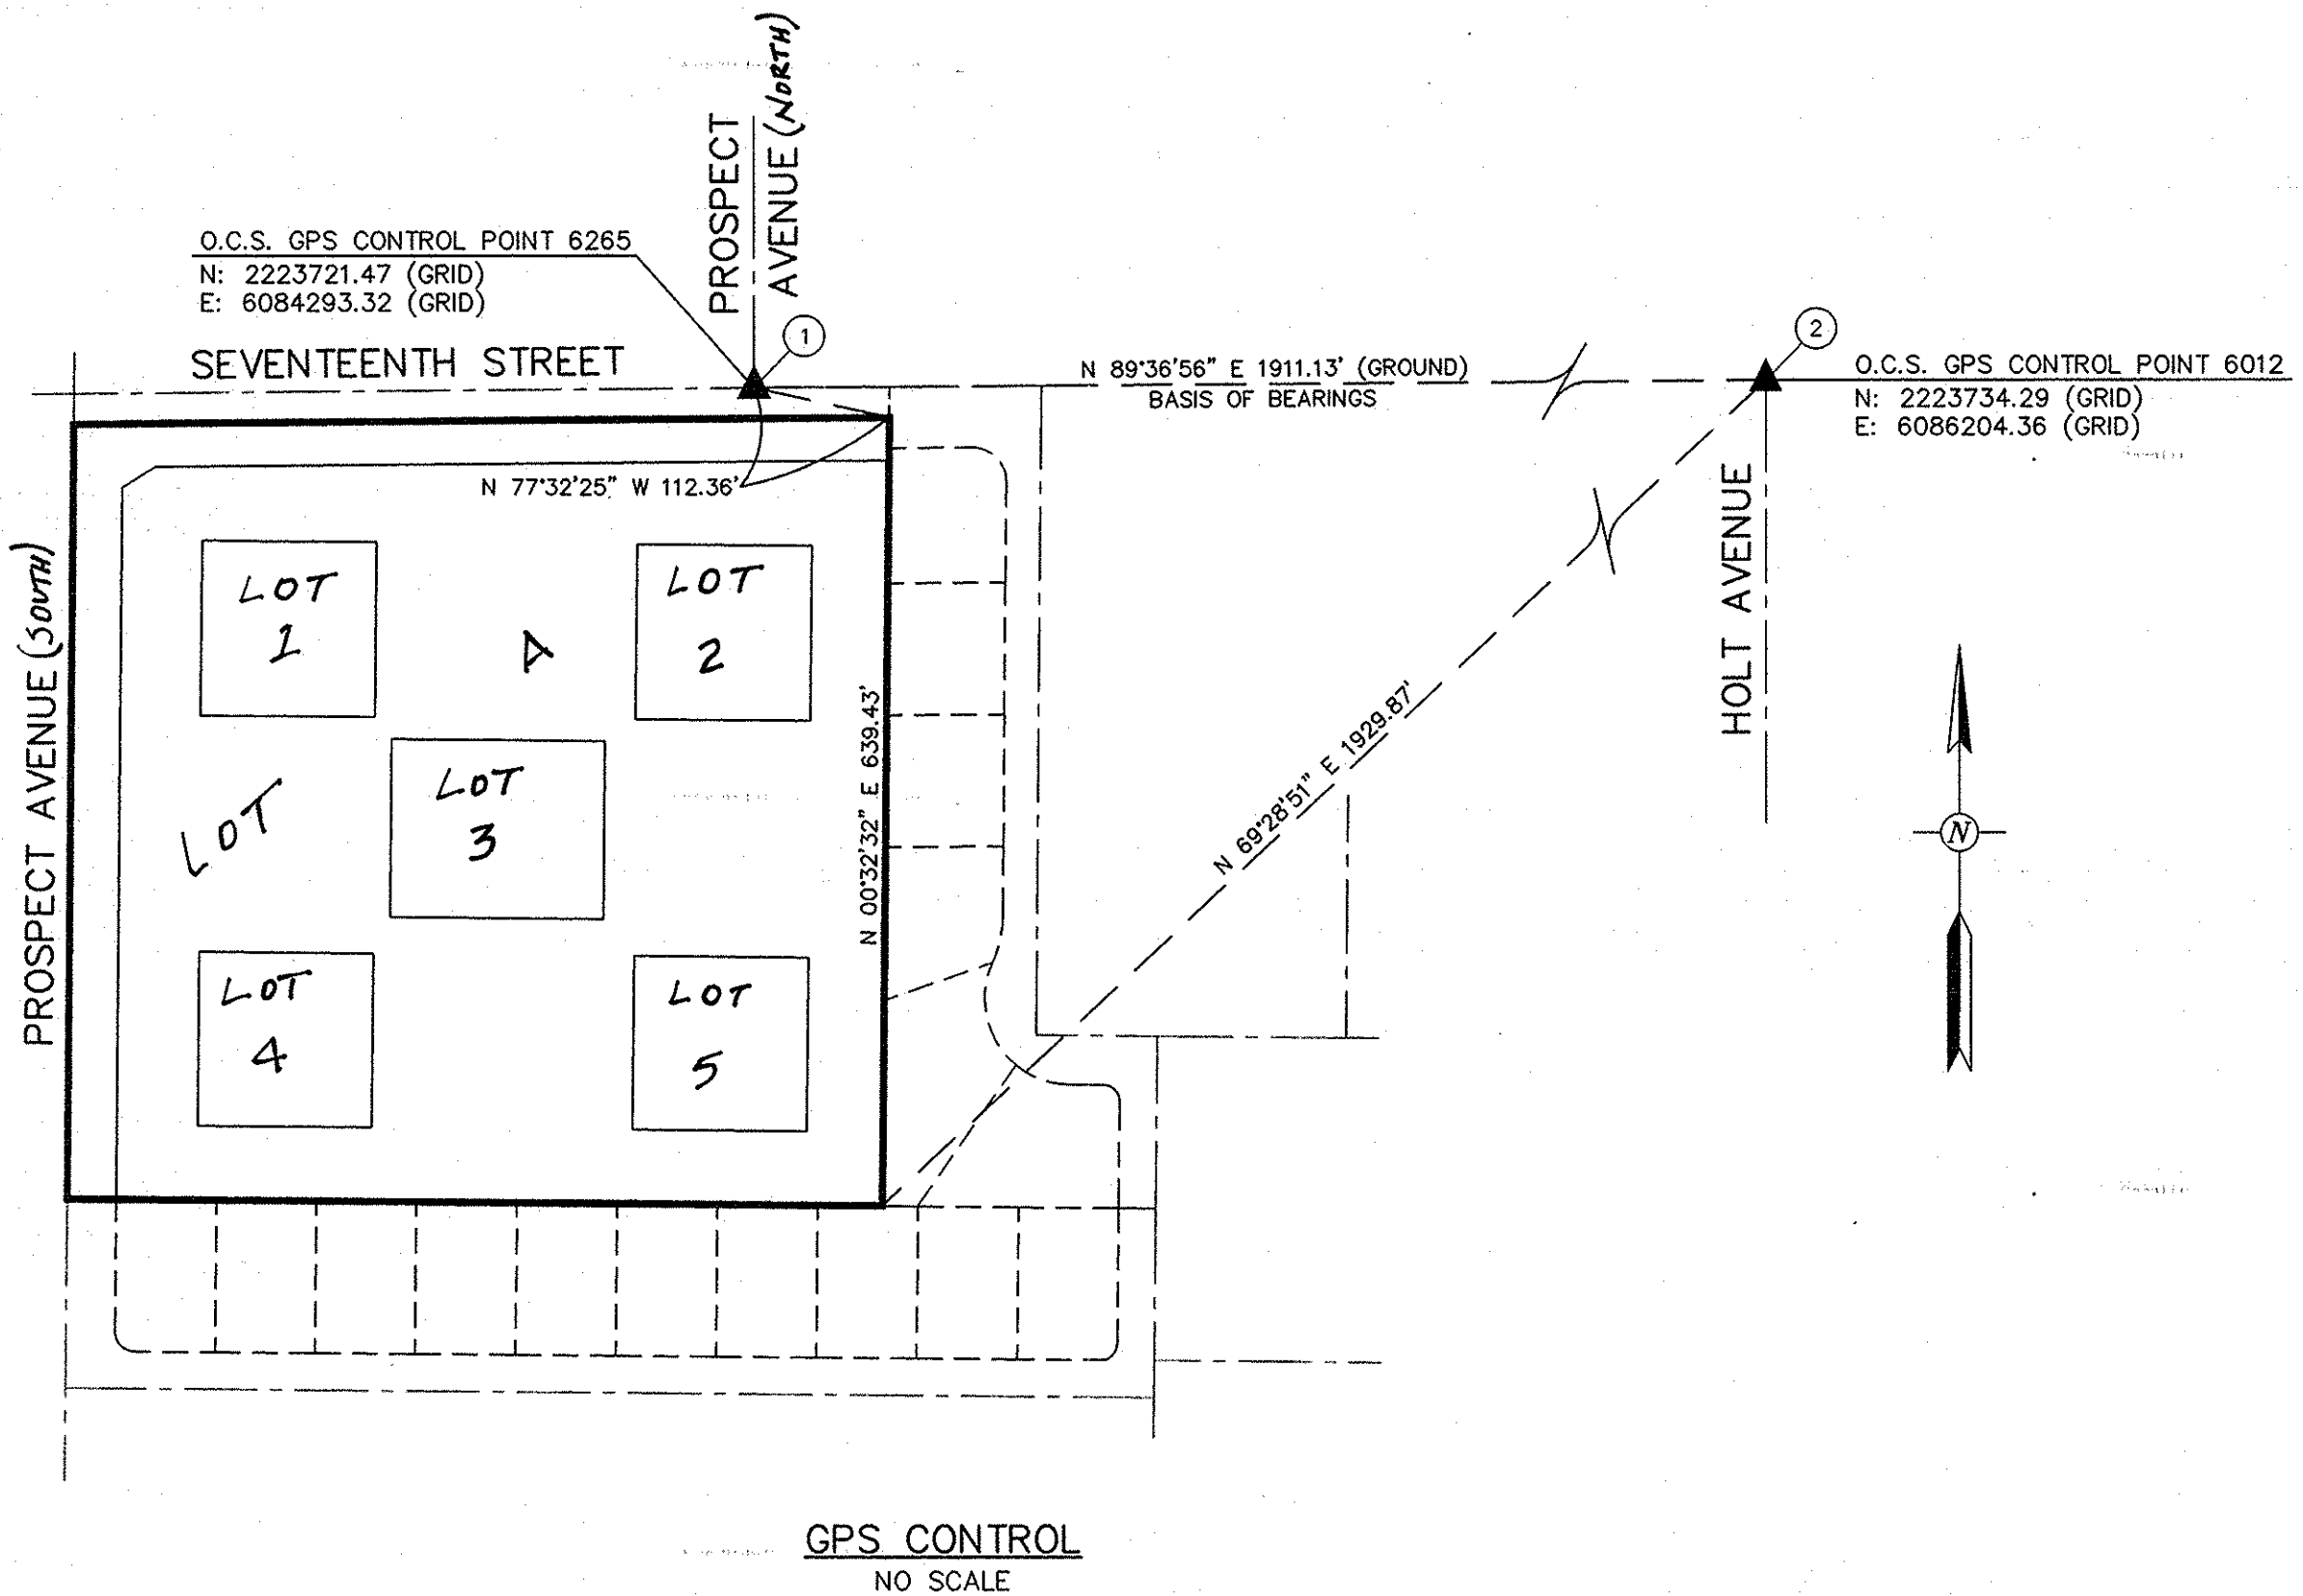 PROSPECT
AVENUE (NORTH)
O.C.S. GPS CONTROL POINT 6265
N: 2223721.47 (GRID)
E: 6084293.32 (GRID)
SEVENTEENTH STREET
1
N 89°36'56" E 1911.13' (GROUND)
BASIS OF BEARINGS
2
O.C.S. GPS CONTROL POINT 6012
N: 2223734.29 (GRID)
E: 6086204.36 (GRID)
N 77°32'25" W 112.36'
PROSPECT AVENUE (SOUTH)
LOT
1
A
LOT
2
LOT
LOT
3
N 00°32'32" E 639.43'
LOT
4
LOT
5
N 69°28'51" E 1929.87'
HOLT AVENUE
N
GPS CONTROL
NO SCALE